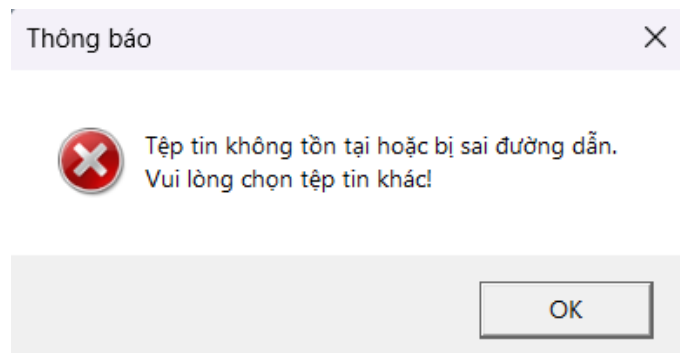 Thông báo
Tệp tin không tồn tại hoặc bị sai đường dẫn.
Vui lòng chọn tệp tin khác!
OK